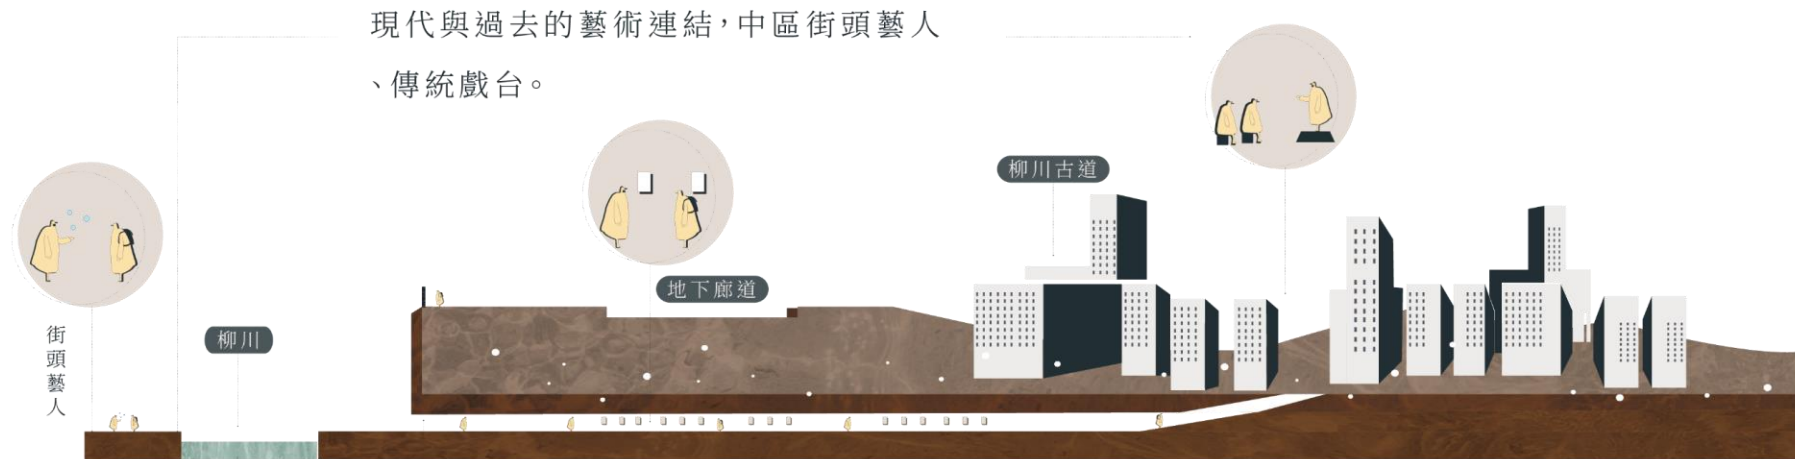 現代與過去的藝術連結，中區街頭藝人
、傳統戲台。
柳川古道
地下廊道
柳川
街頭藝人